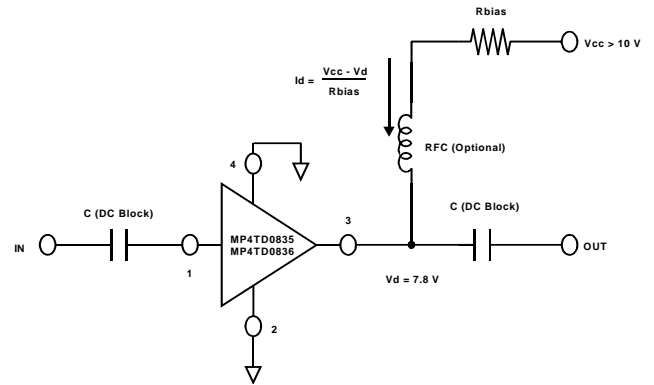 Rbias
Vcc > 10 V
Id = Vcc - Vd
Rbias
RFC (Optional)
4
C (DC Block)
3
C (DC Block)
IN
MP4TD0835
MP4TD0836
OUT
1
Vd = 7.8 V
2